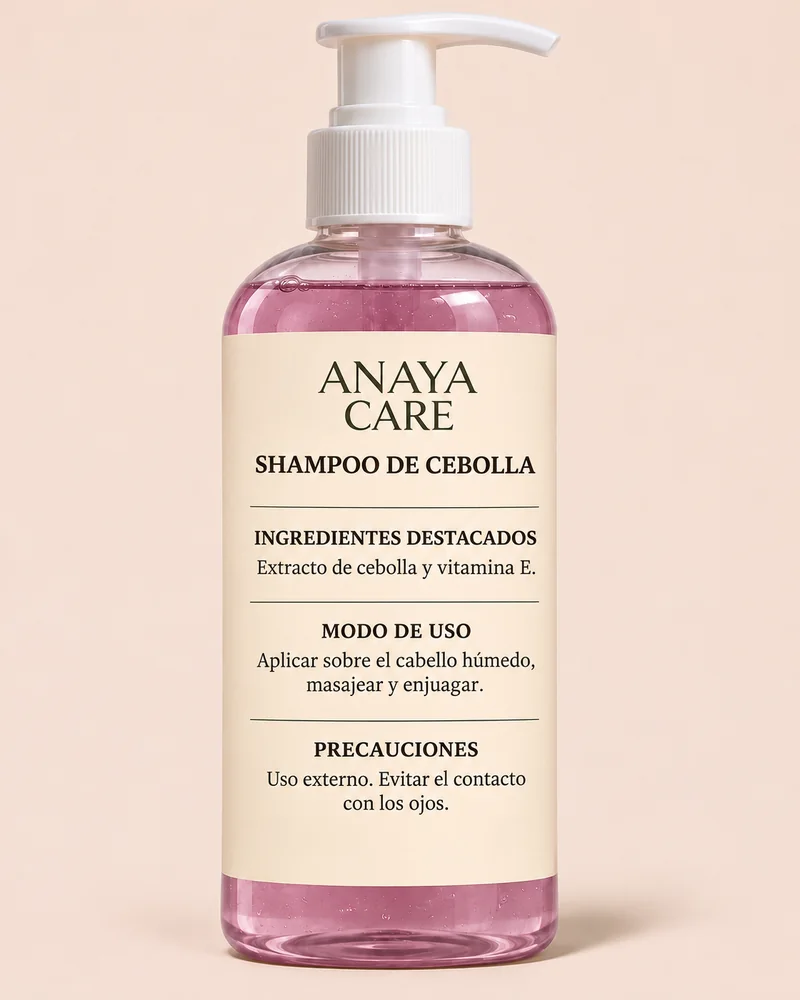 ANAYA
CARE
SHAMPOO DE CEBOLLA
INGREDIENTES DESTACADOS
Extracto de cebolla y vitamina E.
MODO DE USO
Aplicar sobre el cabello húmedo,
masajear y enjuagar.
PRECAUCIONES
Uso externo. Evitar el contacto
con los ojos.